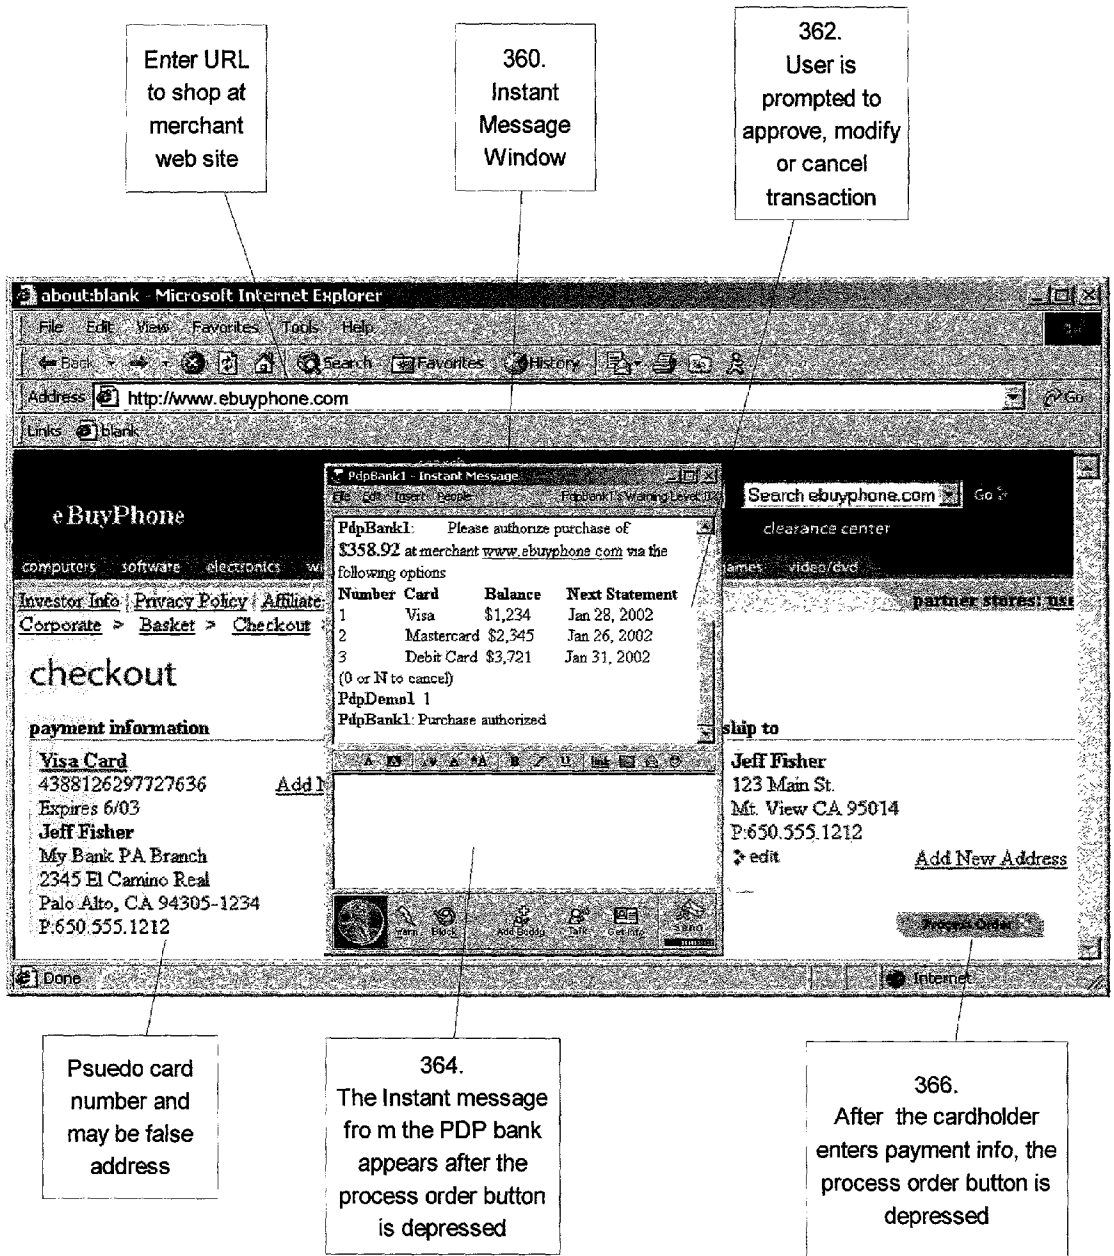 Enter URL
to shop at
merchant
web site
360.
Instant
Message
Window
362.
User is
prompted to
approve, modify
or cancel
transaction
about:blank - Microsoft Internet Explorer
File Edit View Favorites Tools Help
Back Search Favorites History
Address http://www.ebuyphone.com Go
Links blank
eBuyPhone
Search ebuyphone.com Go
clearance center
computers software electronics
games video/dvd
Investor Info | Privacy Policy | Affiliate
partner stores:
Corporate > Basket > Checkout >
checkout
payment information
Visa Card
4388126297727636 Add N
Expires 6/03
Jeff Fisher
My Bank PA Branch
2345 El Camino Real
Palo Alto, CA 94305-1234
P:650.555.1212
PdpBank1 - Instant Message
File Edit Insert People PdpBank1's Warning Level
PdpBank1: Please authorize purchase of
$358.92 at merchant www.ebuyphone.com via the
following options
Number Card Balance Next Statement
1 Visa $1,234 Jan 28, 2002
2 Mastercard $2,345 Jan 26, 2002
3 Debit Card $3,721 Jan 31, 2002
(0 or N to cancel)
PdpDemo1 1
PdpBank1: Purchase authorized
Warn Block Add Buddy Talk Get Info Send
ship to
Jeff Fisher
123 Main St.
Mt. View CA 95014
P:650.555.1212
edit Add New Address
Process Order
Done Internet
Psuedo card
number and
may be false
address
364.
The Instant message
fro m the PDP bank
appears after the
process order button
is depressed
366.
After the cardholder
enters payment info, the
process order button is
depressed